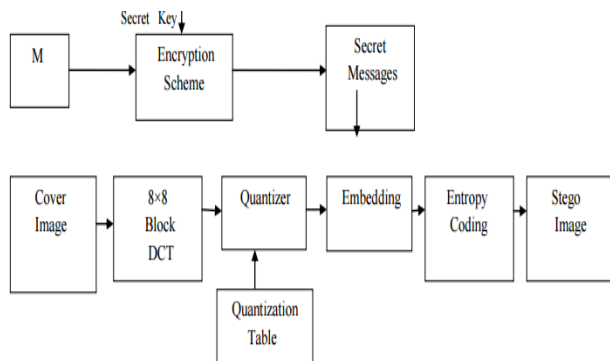 Secret Key
M
Encryption
Scheme
Secret
Messages
Cover
Image
8×8
Block
DCT
Quantizer
Embedding
Entropy
Coding
Stego
Image
Quantization
Table